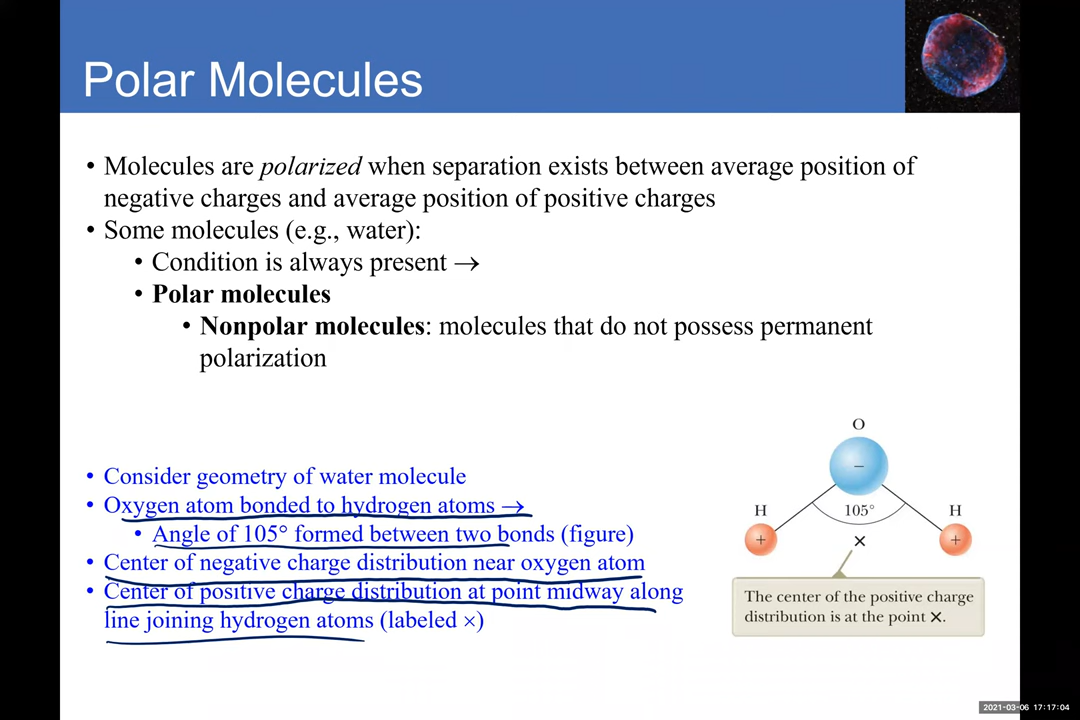 Polar Molecules
• Molecules are polarized when separation exists between average position of
negative charges and average position of positive charges
• Some molecules (e.g., water):
• Condition is always present →
• Polar molecules
• Nonpolar molecules: molecules that do not possess permanent
polarization
• Consider geometry of water molecule
• Oxygen atom bonded to hydrogen atoms →
• Angle of 105° formed between two bonds (figure)
• Center of negative charge distribution near oxygen atom
• Center of positive charge distribution at point midway along
line joining hydrogen atoms (labeled ×)
O
−
H
105°
H
+
×
+
The center of the positive charge
distribution is at the point ×.
2021-03-06 17:17:04